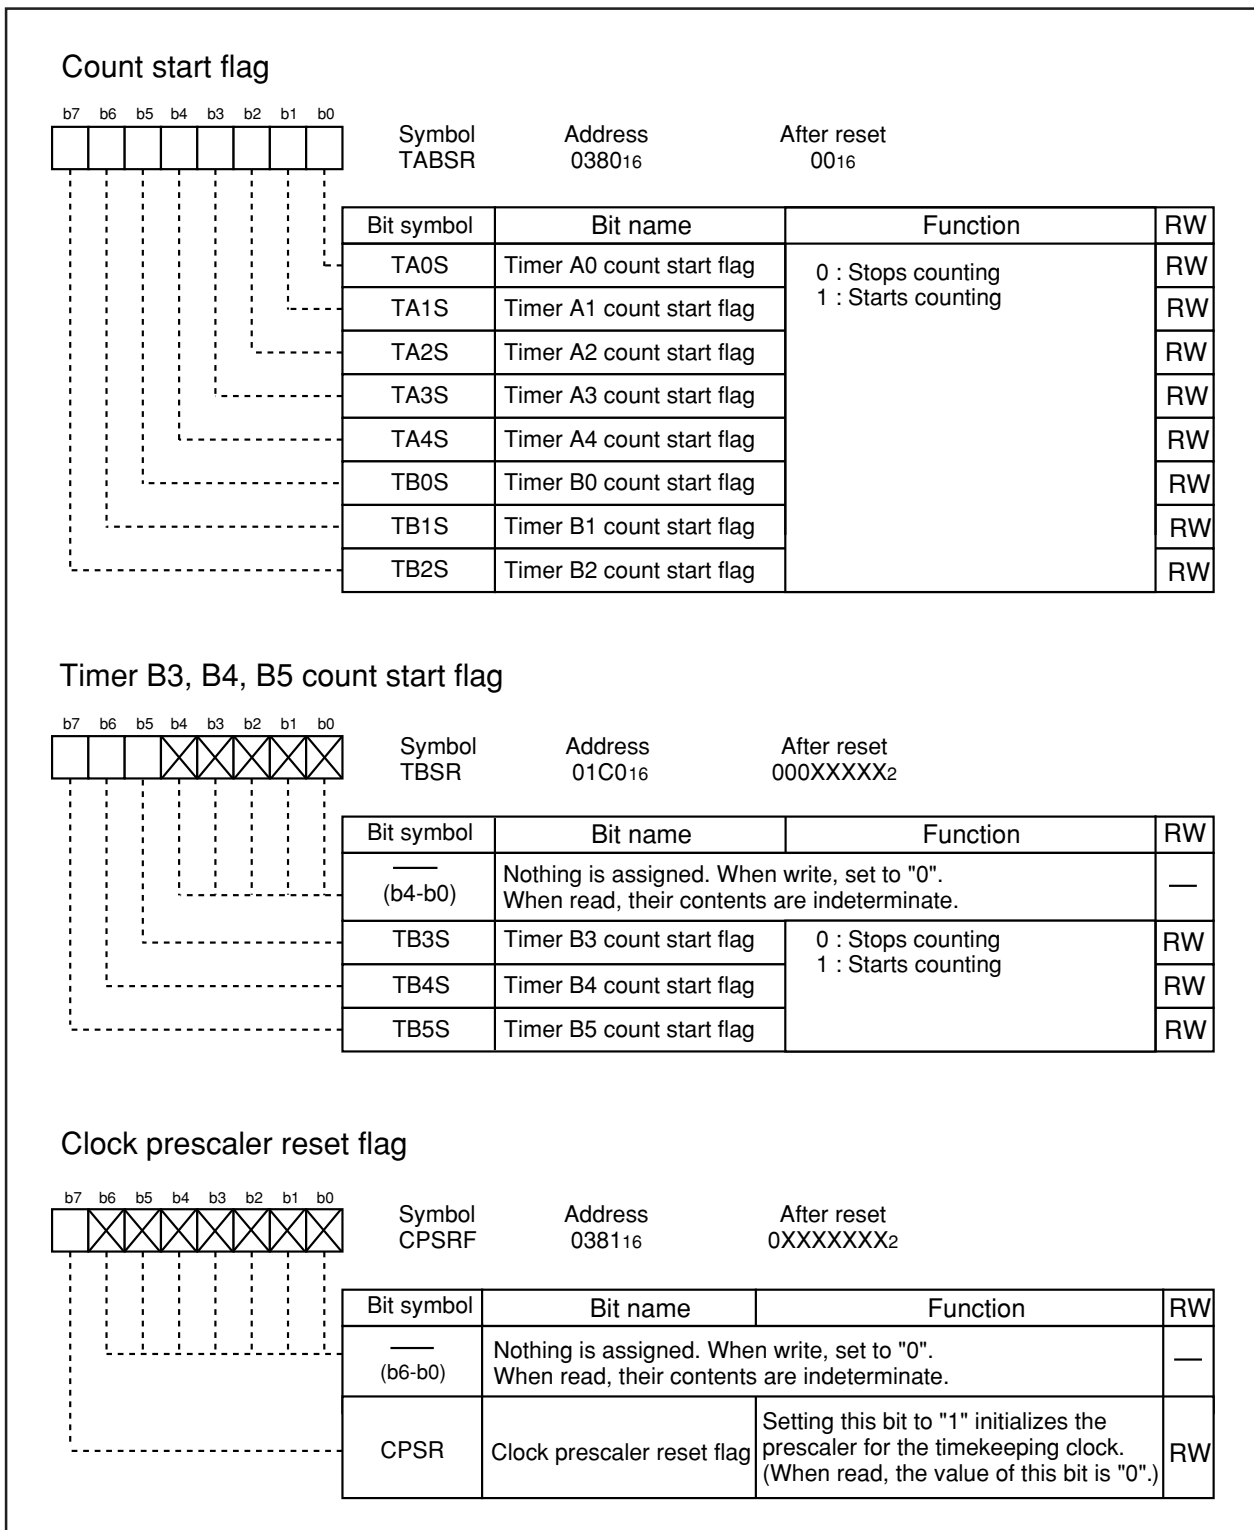 Count start flag
b7 b6 b5 b4 b3 b2 b1 b0
Symbol Address After reset
TABSR 038016 0016
Bit symbol Bit name Function RW
TA0S Timer A0 count start flag 0 : Stops counting RW
1 : Starts counting
TA1S Timer A1 count start flag RW
TA2S Timer A2 count start flag RW
TA3S Timer A3 count start flag RW
TA4S Timer A4 count start flag RW
TB0S Timer B0 count start flag RW
TB1S Timer B1 count start flag RW
TB2S Timer B2 count start flag RW
Timer B3, B4, B5 count start flag
b7 b6 b5 b4 b3 b2 b1 b0
Symbol Address After reset
TBSR 01C016 000XXXXX2
Bit symbol Bit name Function RW
(b4-b0) Nothing is assigned. When write, set to "0". —
When read, their contents are indeterminate.
TB3S Timer B3 count start flag 0 : Stops counting RW
1 : Starts counting
TB4S Timer B4 count start flag RW
TB5S Timer B5 count start flag RW
Clock prescaler reset flag
b7 b6 b5 b4 b3 b2 b1 b0
Symbol Address After reset
CPSRF 038116 0XXXXXXX2
Bit symbol Bit name Function RW
(b6-b0) Nothing is assigned. When write, set to "0". —
When read, their contents are indeterminate.
CPSR Clock prescaler reset flag Setting this bit to "1" initializes the RW
prescaler for the timekeeping clock.
(When read, the value of this bit is "0".)